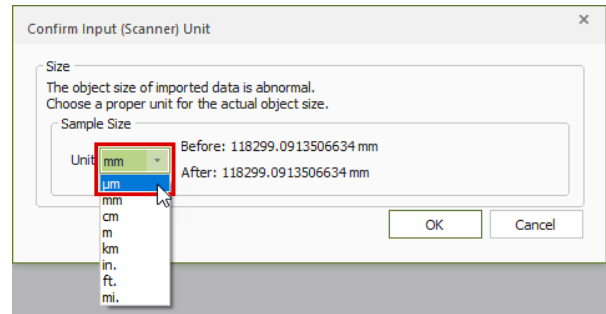 Confirm Input (Scanner) Unit
Size
The object size of imported data is abnormal.
Choose a proper unit for the actual object size.
Sample Size
Unit mm
Before: 118299.0913506634 mm
After: 118299.0913506634 mm
µm
mm
cm
m
km
in.
ft.
mi.
OK Cancel